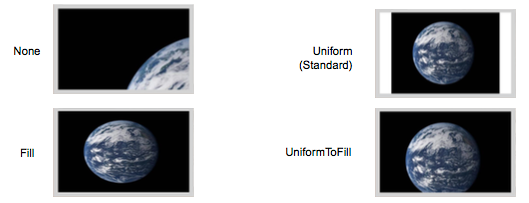 None
Uniform
(Standard)
Fill
UniformToFill